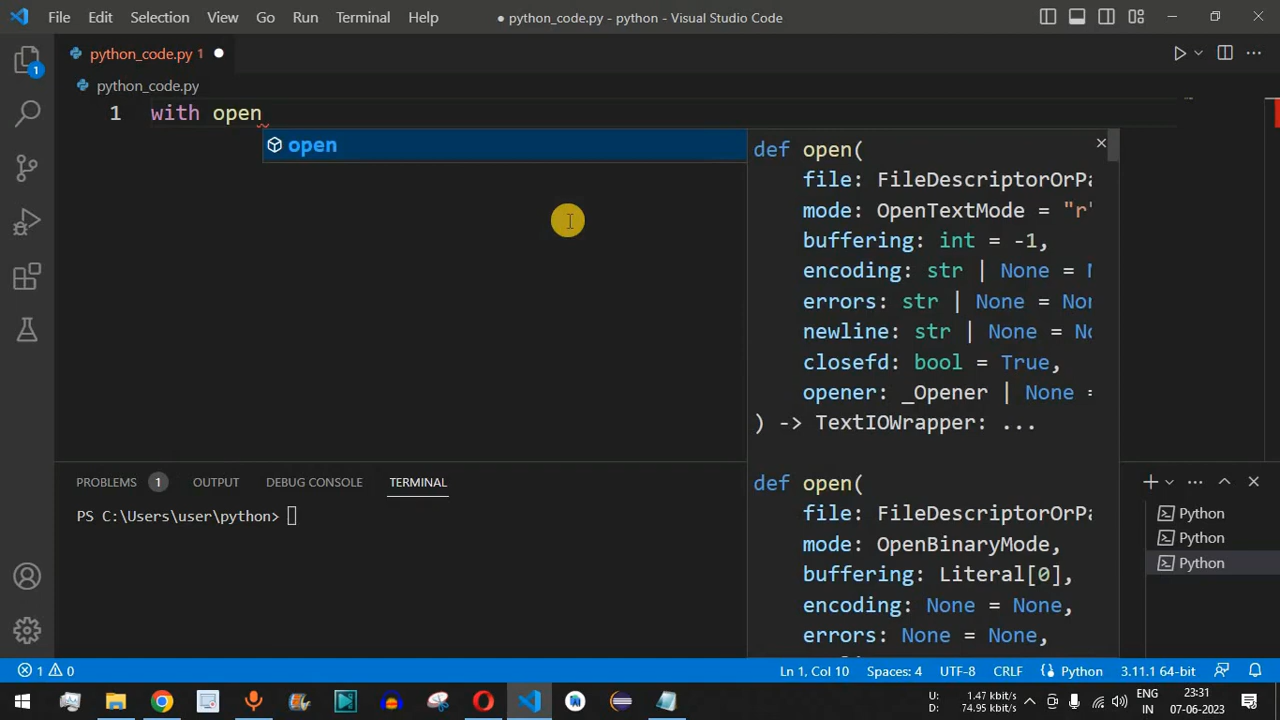 File Edit Selection View Go Run Terminal Help ● python_code.py - python - Visual Studio Code
python_code.py 1 ●
python_code.py
1 with open
open
def open(
file: FileDescriptorOrPa
mode: OpenTextMode = "r"
buffering: int = -1,
encoding: str | None = N
errors: str | None = Non
newline: str | None = No
closefd: bool = True,
opener: _Opener | None =
) -> TextIOWrapper: ...
def open(
file: FileDescriptorOrPa
mode: OpenBinaryMode,
buffering: Literal[0],
encoding: None = None,
errors: None = None,
PROBLEMS 1 OUTPUT DEBUG CONSOLE TERMINAL
PS C:\Users\user\python>
Python
Python
Python
1
1 0 Ln 1, Col 10 Spaces: 4 UTF-8 CRLF Python 3.11.1 64-bit
U: 1.47 kbit/s
D: 74.95 kbit/s
ENG
IN
23:31
07-06-2023